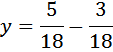 y = 5/18 − 3/18